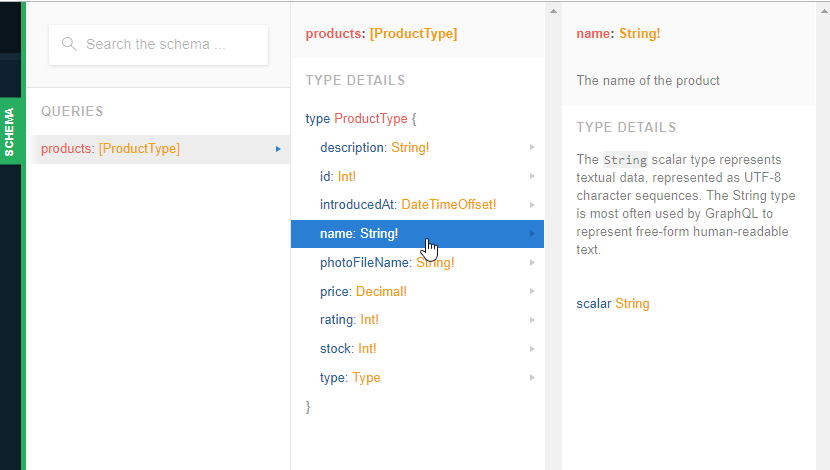 SCHEMA
Search the schema ...
QUERIES
products: [ProductType]
products: [ProductType]
TYPE DETAILS
type ProductType {
description: String!
id: Int!
introducedAt: DateTimeOffset!
name: String!
photoFileName: String!
price: Decimal!
rating: Int!
stock: Int!
type: Type
}
name: String!
The name of the product
TYPE DETAILS
The String scalar type represents
textual data, represented as UTF-8
character sequences. The String type
is most often used by GraphQL to
represent free-form human-readable
text.
scalar String